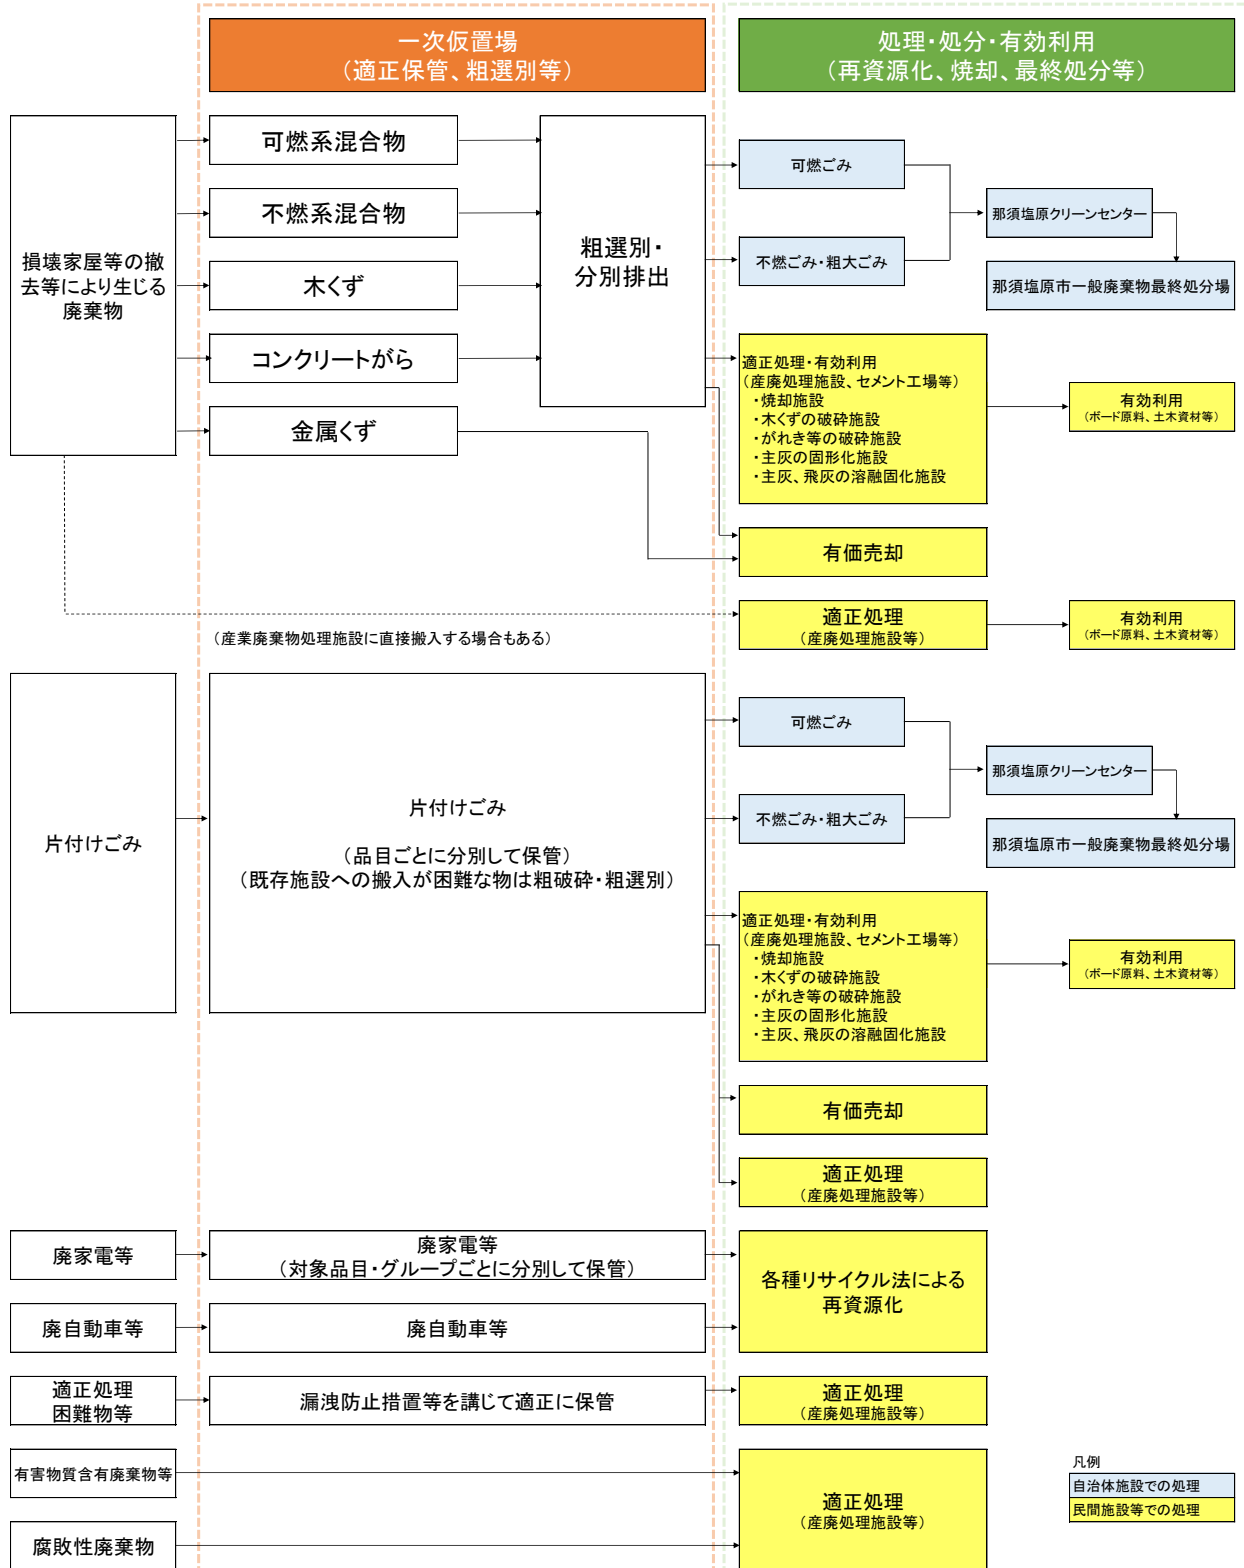 一次仮置場
（適正保管、粗選別等）
処理・処分・有効利用
（再資源化、焼却、最終処分等）
損壊家屋等の撤
去等により生じる
廃棄物
可燃系混合物
不燃系混合物
木くず
コンクリートがら
金属くず
粗選別・
分別排出
可燃ごみ
不燃ごみ・粗大ごみ
那須塩原クリーンセンター
那須塩原市一般廃棄物最終処分場
適正処理・有効利用
（産廃処理施設、セメント工場等）
・焼却施設
・木くずの破砕施設
・がれき等の破砕施設
・主灰の固形化施設
・主灰、飛灰の溶融固化施設
有効利用
（ボード原料、土木資材等）
有価売却
適正処理
（産廃処理施設等）
有効利用
（ボード原料、土木資材等）
（産業廃棄物処理施設に直接搬入する場合もある）
片付けごみ
片付けごみ
（品目ごとに分別して保管）
（既存施設への搬入が困難な物は粗破砕・粗選別）
可燃ごみ
不燃ごみ・粗大ごみ
那須塩原クリーンセンター
那須塩原市一般廃棄物最終処分場
適正処理・有効利用
（産廃処理施設、セメント工場等）
・焼却施設
・木くずの破砕施設
・がれき等の破砕施設
・主灰の固形化施設
・主灰、飛灰の溶融固化施設
有効利用
（ボード原料、土木資材等）
有価売却
適正処理
（産廃処理施設等）
廃家電等
廃家電等
（対象品目・グループごとに分別して保管）
各種リサイクル法による
再資源化
廃自動車等
廃自動車等
適正処理
困難物等
漏洩防止措置等を講じて適正に保管
適正処理
（産廃処理施設等）
有害物質含有廃棄物等
適正処理
（産廃処理施設等）
腐敗性廃棄物
凡例
自治体施設での処理
民間施設等での処理